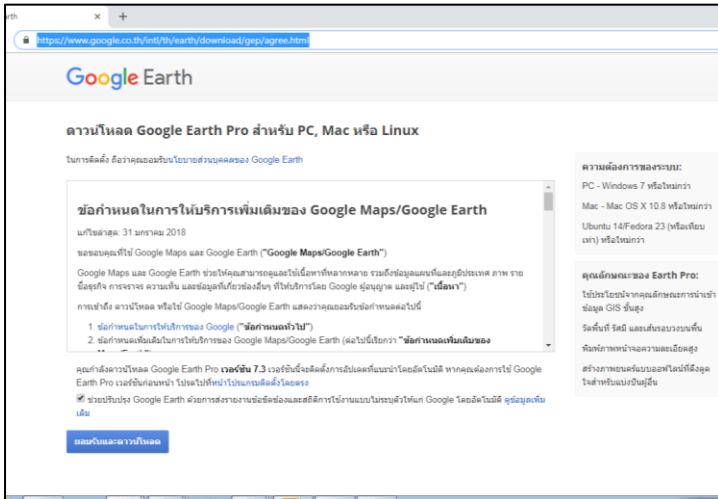 earth
https://www.google.co.th/intl/th/earth/download/gep/agree.html
Google Earth
ดาวน์โหลด Google Earth Pro สำหรับ PC, Mac หรือ Linux
ในการติดตั้ง ถือว่าคุณยอมรับนโยบายส่วนบุคคลของ Google Earth
ข้อกำหนดในการให้บริการเพิ่มเติมของ Google Maps/Google Earth
แก้ไขล่าสุด: 31 มกราคม 2018
ขอขอบคุณที่ใช้ Google Maps และ Google Earth ("Google Maps/Google Earth")
Google Maps และ Google Earth ช่วยให้คุณสามารถดูและใช้เนื้อหาที่หลากหลาย รวมถึงข้อมูลแผนที่และภูมิประเทศ ภาพ ราย
ชื่อธุรกิจ การจราจร ความเห็น และข้อมูลที่เกี่ยวข้องอื่นๆ ที่ให้บริการโดย Google ผู้อนุญาต และผู้ใช้ ("เนื้อหา")
การเข้าถึง ดาวน์โหลด หรือใช้ Google Maps/Google Earth แสดงว่าคุณยอมรับข้อกำหนดต่อไปนี้
1. ข้อกำหนดในการให้บริการของ Google ("ข้อกำหนดทั่วไป")
2. ข้อกำหนดเพิ่มเติมในการให้บริการของ Google Maps/Google Earth (ต่อไปนี้เรียกว่า "ข้อกำหนดเพิ่มเติมของ
คุณกำลังดาวน์โหลด Google Earth Pro เวอร์ชัน 7.3 เวอร์ชันนี้จะติดตั้งการอัปเดตที่แนะนำโดยอัตโนมัติ หากคุณต้องการใช้ Google
Earth Pro เวอร์ชันก่อนหน้า โปรดไปที่หน้าโปรแกรมติดตั้งโดยตรง
ช่วยปรับปรุง Google Earth ด้วยการส่งรายงานข้อขัดข้องและสถิติการใช้งานแบบไม่ระบุตัวให้แก่ Google โดยอัตโนมัติ ดูข้อมูลเพิ่ม
เติม
ยอมรับและดาวน์โหลด
ความต้องการของระบบ:
PC - Windows 7 หรือใหม่กว่า
Mac - Mac OS X 10.8 หรือใหม่กว่า
Ubuntu 14/Fedora 23 (หรือเทียบ
เท่า) หรือใหม่กว่า
คุณลักษณะของ Earth Pro:
ใช้ประโยชน์จากคุณลักษณะการนำเข้า
ข้อมูล GIS ขั้นสูง
วัดพื้นที่ รัศมี และเส้นรอบวงบนพื้น
พิมพ์ภาพหน้าจอความละเอียดสูง
สร้างภาพยนตร์แบบออฟไลน์ที่ดึงดูด
ใจสำหรับแบ่งปันผู้อื่น